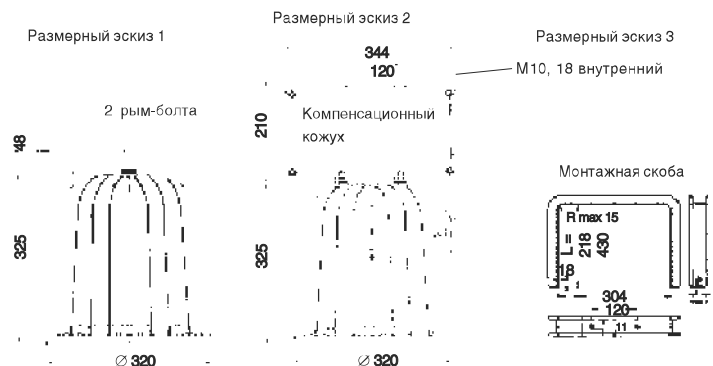 Размерный эскиз 1
2 рым-болта
48
325
Ø 320
Размерный эскиз 2
344
120
М10, 18 внутренний
210
Компенсационный
кожух
325
Ø 320
Размерный эскиз 3
Монтажная скоба
R max 15
L=
218
430
18
304
120
11